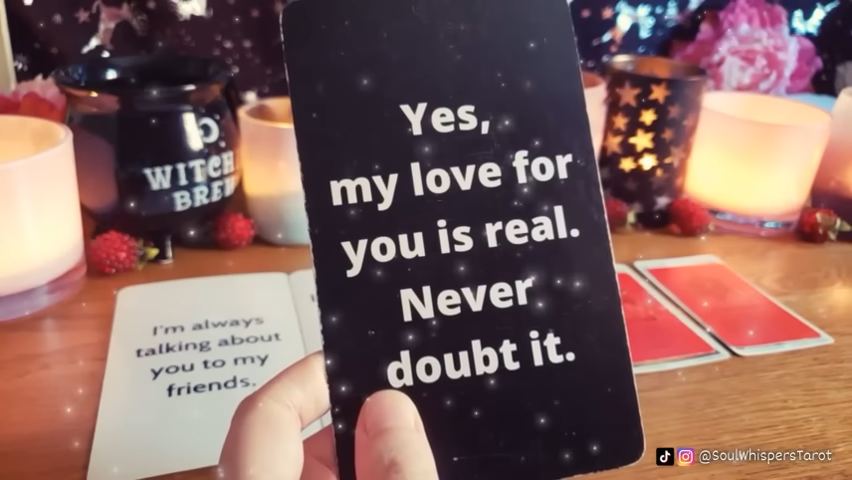 Yes,
my love for
you is real.
Never
doubt it.
WITCH
BREW
I'm always
talking about
you to my
friends.
@SoulWhispersTarot